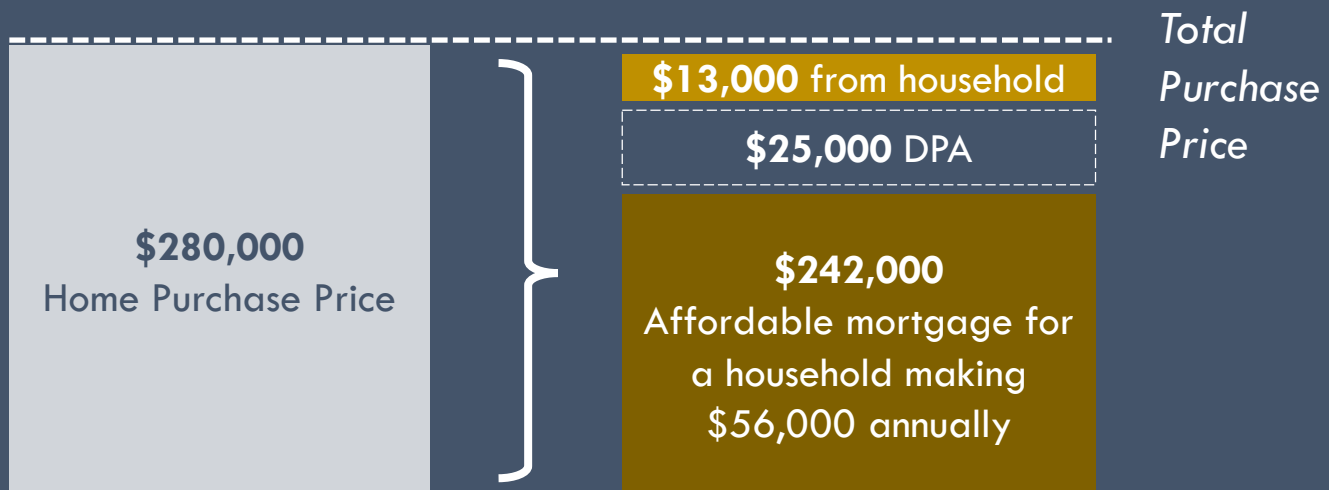 Total
Purchase
Price
$280,000
Home Purchase Price
$13,000 from household
$25,000 DPA
$242,000
Affordable mortgage for
a household making
$56,000 annually